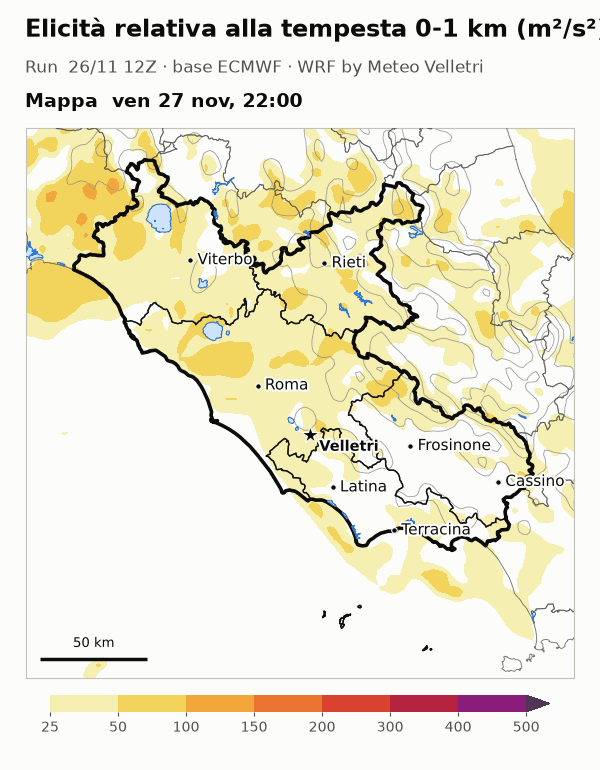 Elicità relativa alla tempesta 0-1 km (m²/s²)
Run 26/11 12Z · base ECMWF · WRF by Meteo Velletri
Mappa ven 27 nov, 22:00
Viterbo
Rieti
Roma
Velletri
Frosinone
Latina
Cassino
Terracina
50 km
25 50 100 150 200 300 400 500